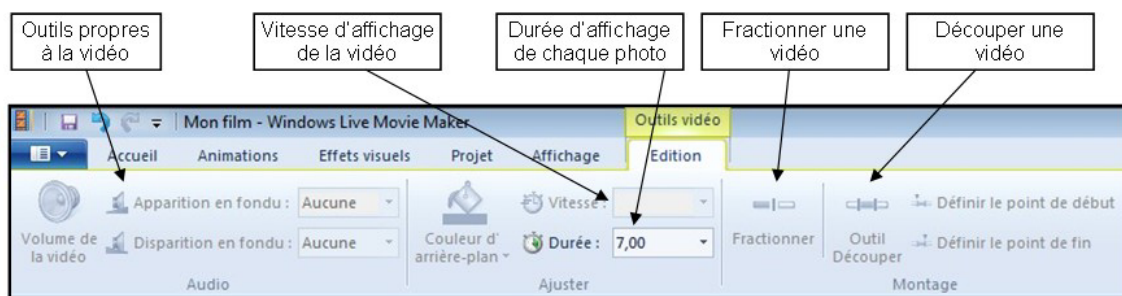 Outils propres
à la vidéo
Vitesse d'affichage
de la vidéo
Durée d'affichage
de chaque photo
Fractionner une
vidéo
Découper une
vidéo
Mon film - Windows Live Movie Maker
Outils vidéo
Accueil Animations Effets visuels Projet Affichage Edition
Volume de
la vidéo
Apparition en fondu : Aucune
Disparition en fondu : Aucune
Audio
Couleur d'
arrière-plan
Vitesse :
Durée : 7,00
Ajuster
Fractionner
Outil
Découper
Définir le point de début
Définir le point de fin
Montage